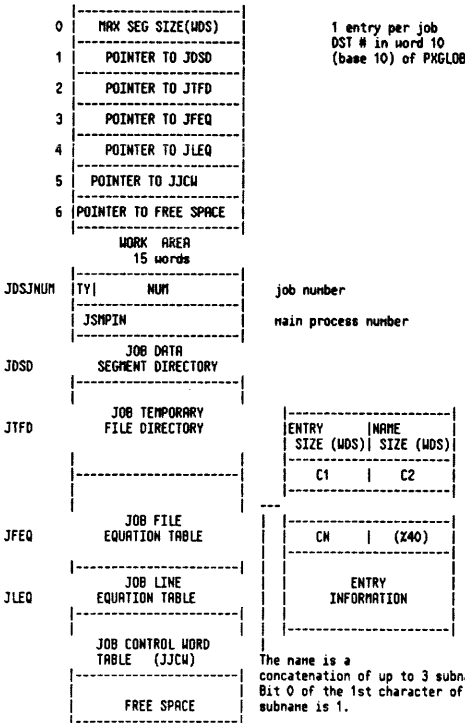 0 MAX SEG SIZE(WDS) 1 entry per job
DST # in word 10
1 POINTER TO JDSD (base 10) of PXGLOB
2 POINTER TO JTFD
3 POINTER TO JFEQ
4 POINTER TO JLEQ
5 POINTER TO JJCW
6 POINTER TO FREE SPACE
WORK AREA
15 words
JDSJNUM TY| NUM job number
JSMPIN main process number
JOB DATA
JDSD SEGMENT DIRECTORY
JOB TEMPORARY
JTFD FILE DIRECTORY
ENTRY |NAME
SIZE (WDS)| SIZE (WDS)
C1 | C2
JOB FILE
JFEQ EQUATION TABLE
CN | (%40)
JOB LINE
JLEQ EQUATION TABLE
ENTRY
INFORMATION
JOB CONTROL WORD
TABLE (JJCW)
The name is a
concatenation of up to 3
Bit 0 of the 1st character of
FREE SPACE subname is 1.